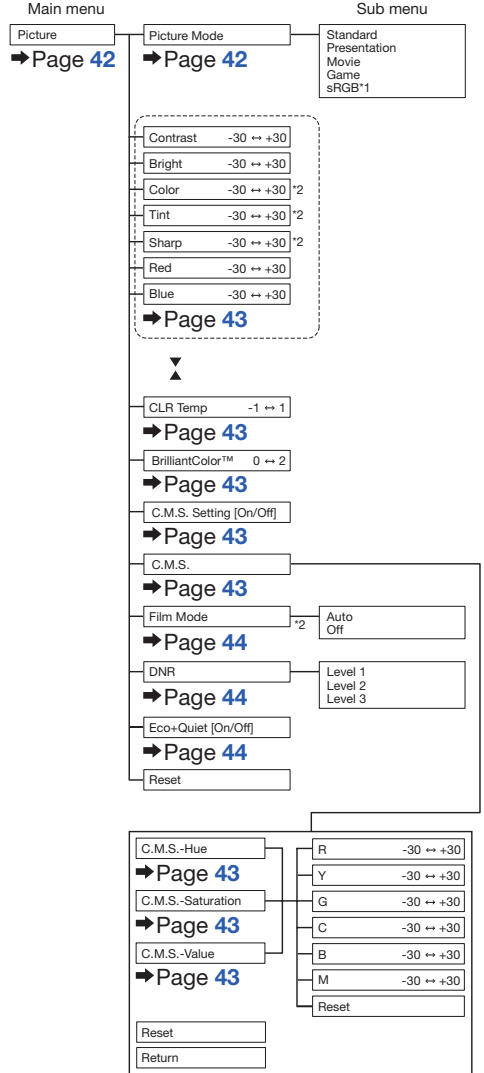 Main menu
Sub menu
Picture
➡Page 42
Picture Mode
➡Page 42
Standard
Presentation
Movie
Game
sRGB*1
Contrast -30 ↔ +30
Bright -30 ↔ +30
Color -30 ↔ +30 *2
Tint -30 ↔ +30 *2
Sharp -30 ↔ +30 *2
Red -30 ↔ +30
Blue -30 ↔ +30
➡Page 43
CLR Temp -1 ↔ 1
➡Page 43
BrilliantColor™ 0 ↔ 2
➡Page 43
C.M.S. Setting [On/Off]
➡Page 43
C.M.S.
➡Page 43
Film Mode *2
➡Page 44
Auto
Off
DNR
➡Page 44
Level 1
Level 2
Level 3
Eco+Quiet [On/Off]
➡Page 44
Reset
C.M.S.-Hue
➡Page 43
C.M.S.-Saturation
➡Page 43
C.M.S.-Value
➡Page 43
R -30 ↔ +30
Y -30 ↔ +30
G -30 ↔ +30
C -30 ↔ +30
B -30 ↔ +30
M -30 ↔ +30
Reset
Reset
Return